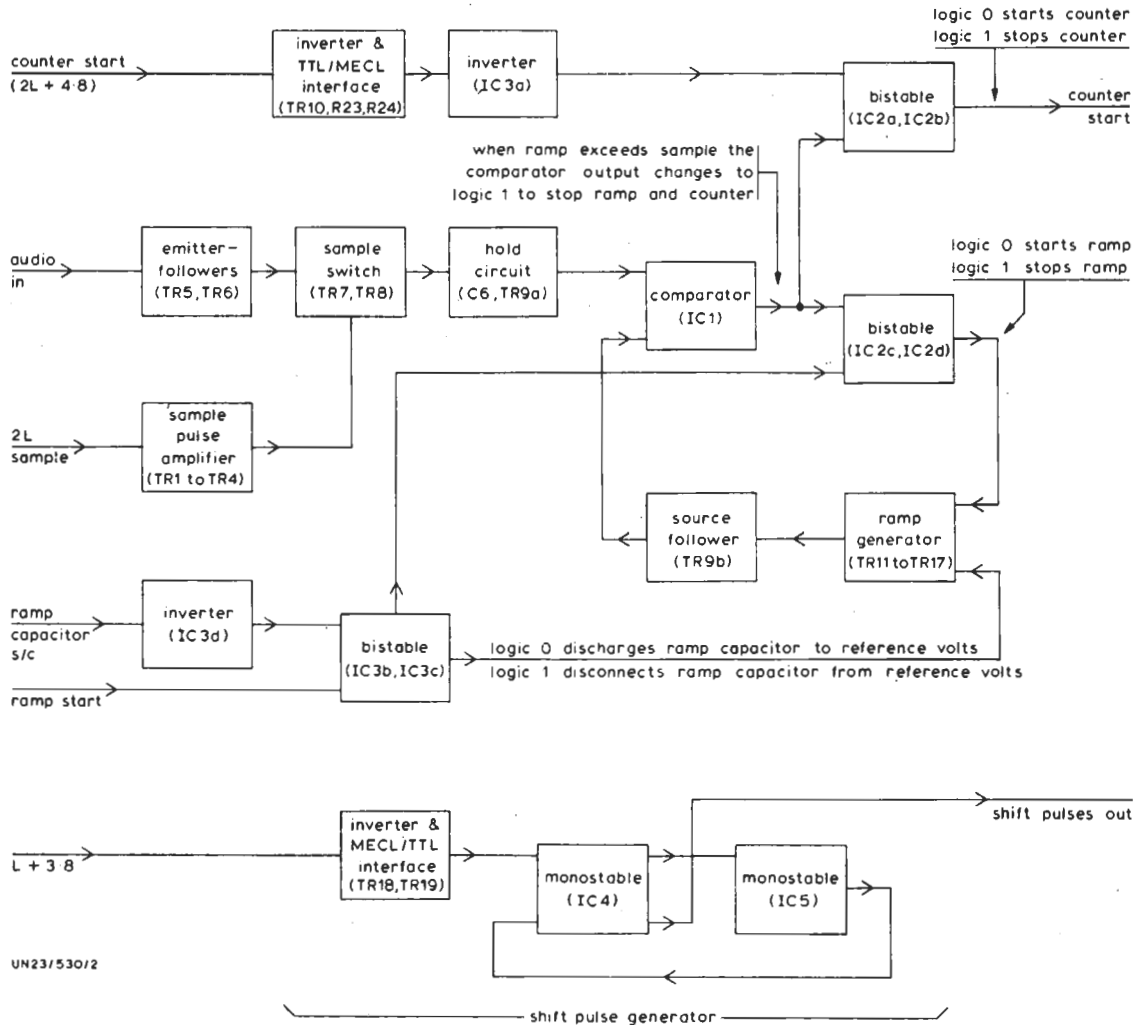 logic 0 starts counter
logic 1 stops counter
counter start
(2L + 4·8)
inverter &
TTL/MECL
interface
(TR10,R23,R24)
inverter
(IC3a)
bistable
(IC2a,IC2b)
counter
start
when ramp exceeds sample the
comparator output changes to
logic 1 to stop ramp and counter
audio
in
emitter-
followers
(TR5,TR6)
sample
switch
(TR7,TR8)
hold
circuit
(C6,TR9a)
comparator
(IC1)
logic 0 starts ramp
logic 1 stops ramp
bistable
(IC2c,IC2d)
2L
sample
sample
pulse
amplifier
(TR1 to TR4)
source
follower
(TR9b)
ramp
generator
(TR11 to TR17)
ramp
capacitor
s/c
inverter
(IC3d)
ramp start
bistable
(IC3b,IC3c)
logic 0 discharges ramp capacitor to reference volts
logic 1 disconnects ramp capacitor from reference volts
L + 3·8
inverter &
MECL/TTL
interface
(TR18,TR19)
monostable
(IC4)
monostable
(IC5)
shift pulses out
UN23/530/2
shift pulse generator